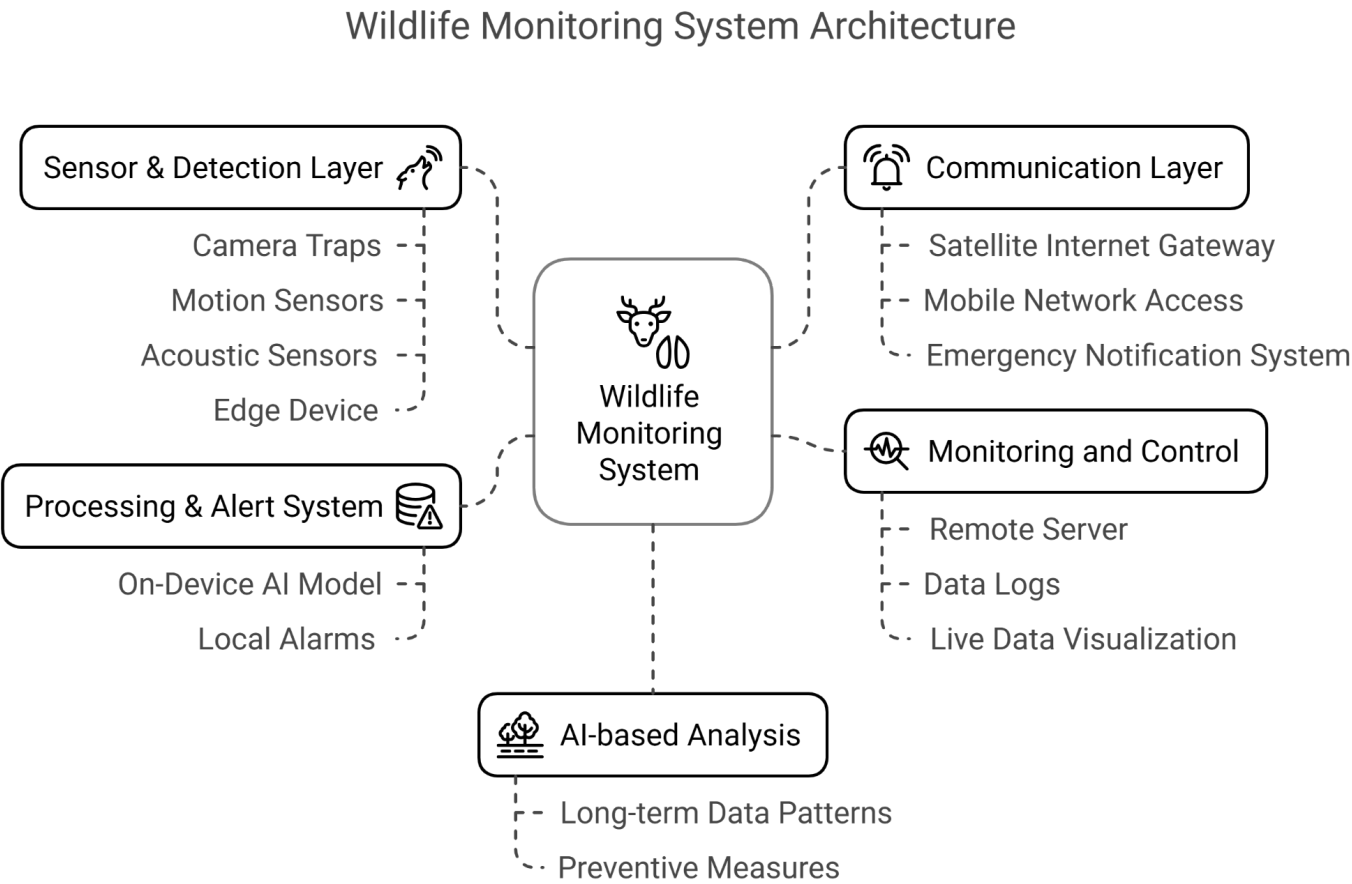 Wildlife Monitoring System Architecture
Sensor & Detection Layer
Camera Traps
Motion Sensors
Acoustic Sensors
Edge Device
Processing & Alert System
On-Device AI Model
Local Alarms
Wildlife
Monitoring
System
Communication Layer
Satellite Internet Gateway
Mobile Network Access
Emergency Notification System
Monitoring and Control
Remote Server
Data Logs
Live Data Visualization
AI-based Analysis
Long-term Data Patterns
Preventive Measures